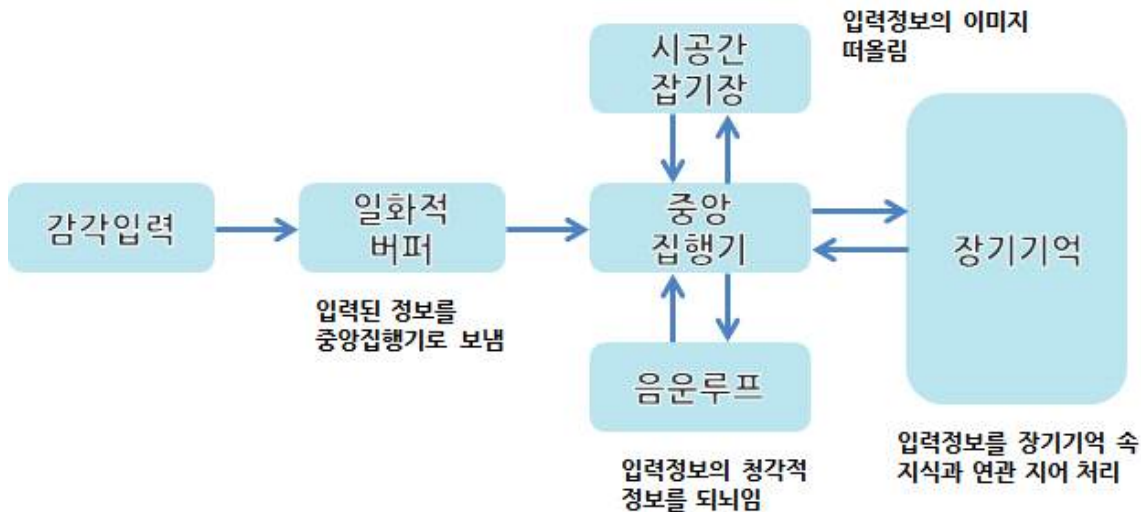 입력정보의 이미지
떠올림
시공간
잡기장
감각입력
일화적
버퍼
중앙
집행기
장기기억
입력된 정보를
중앙집행기로 보냄
음운루프
입력정보의 청각적
정보를 되뇌임
입력정보를 장기기억 속
지식과 연관 지어 처리